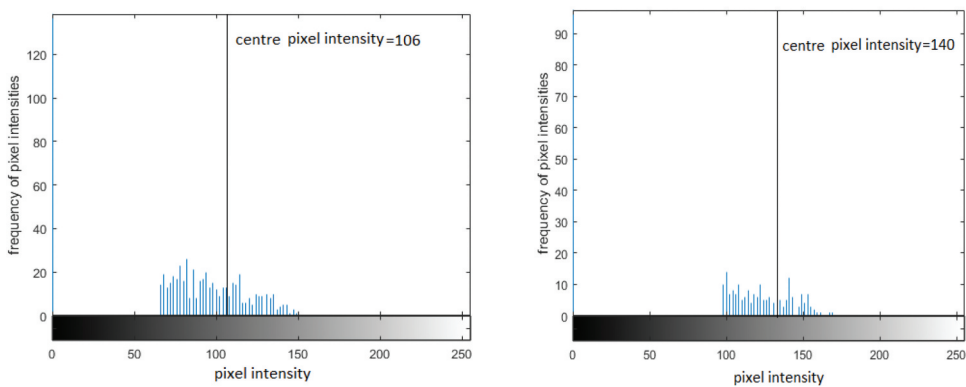 centre pixel intensity=106
frequency of pixel intensities
120
100
80
60
40
20
0
0 50 100 150 200 250
pixel intensity
centre pixel intensity=140
frequency of pixel intensities
90
80
70
60
50
40
30
20
10
0
0 50 100 150 200 250
pixel intensity